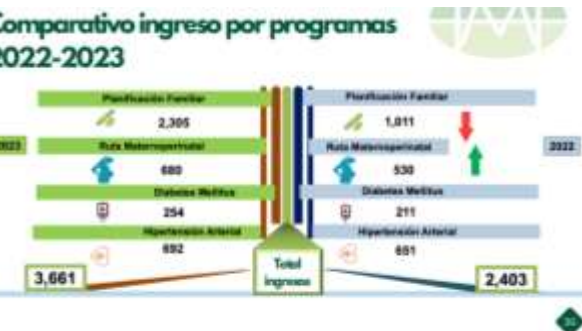 Comparativo ingreso por programas
2022-2023
Planificación Familiar
2,305
2023
Ruta Materoperinatal
680
Diabetes Mellitus
254
Hipertensión Arterial
692
3,661
Planificación Familiar
1,011
Ruta Materoperinatal
2022
530
Diabetes Mellitus
211
Hipertensión Arterial
651
2,403
Total
ingresos